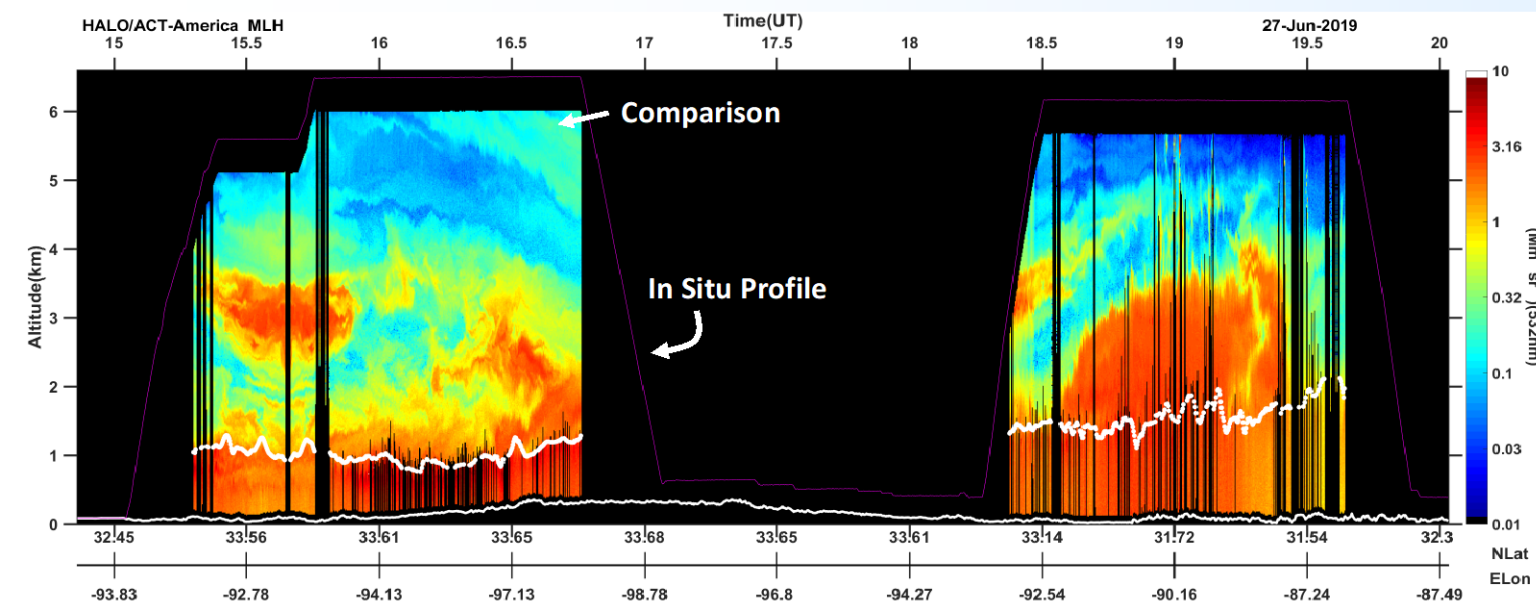 HALO/ACT-America MLH
Time(UT)
27-Jun-2019
15 15.5 16 16.5 17 17.5 18 18.5 19 19.5 20
Comparison
In Situ Profile
Altitude(km)
6
5
4
3
2
1
0
10
3.16
1
0.32
0.1
0.03
0.01
32.45 33.56 33.61 33.65 33.68 33.65 33.61 33.14 31.72 31.54 32.3
NLat
ELon
-93.83 -92.78 -94.13 -97.13 -98.78 -96.8 -94.27 -92.54 -90.16 -87.24 -87.49